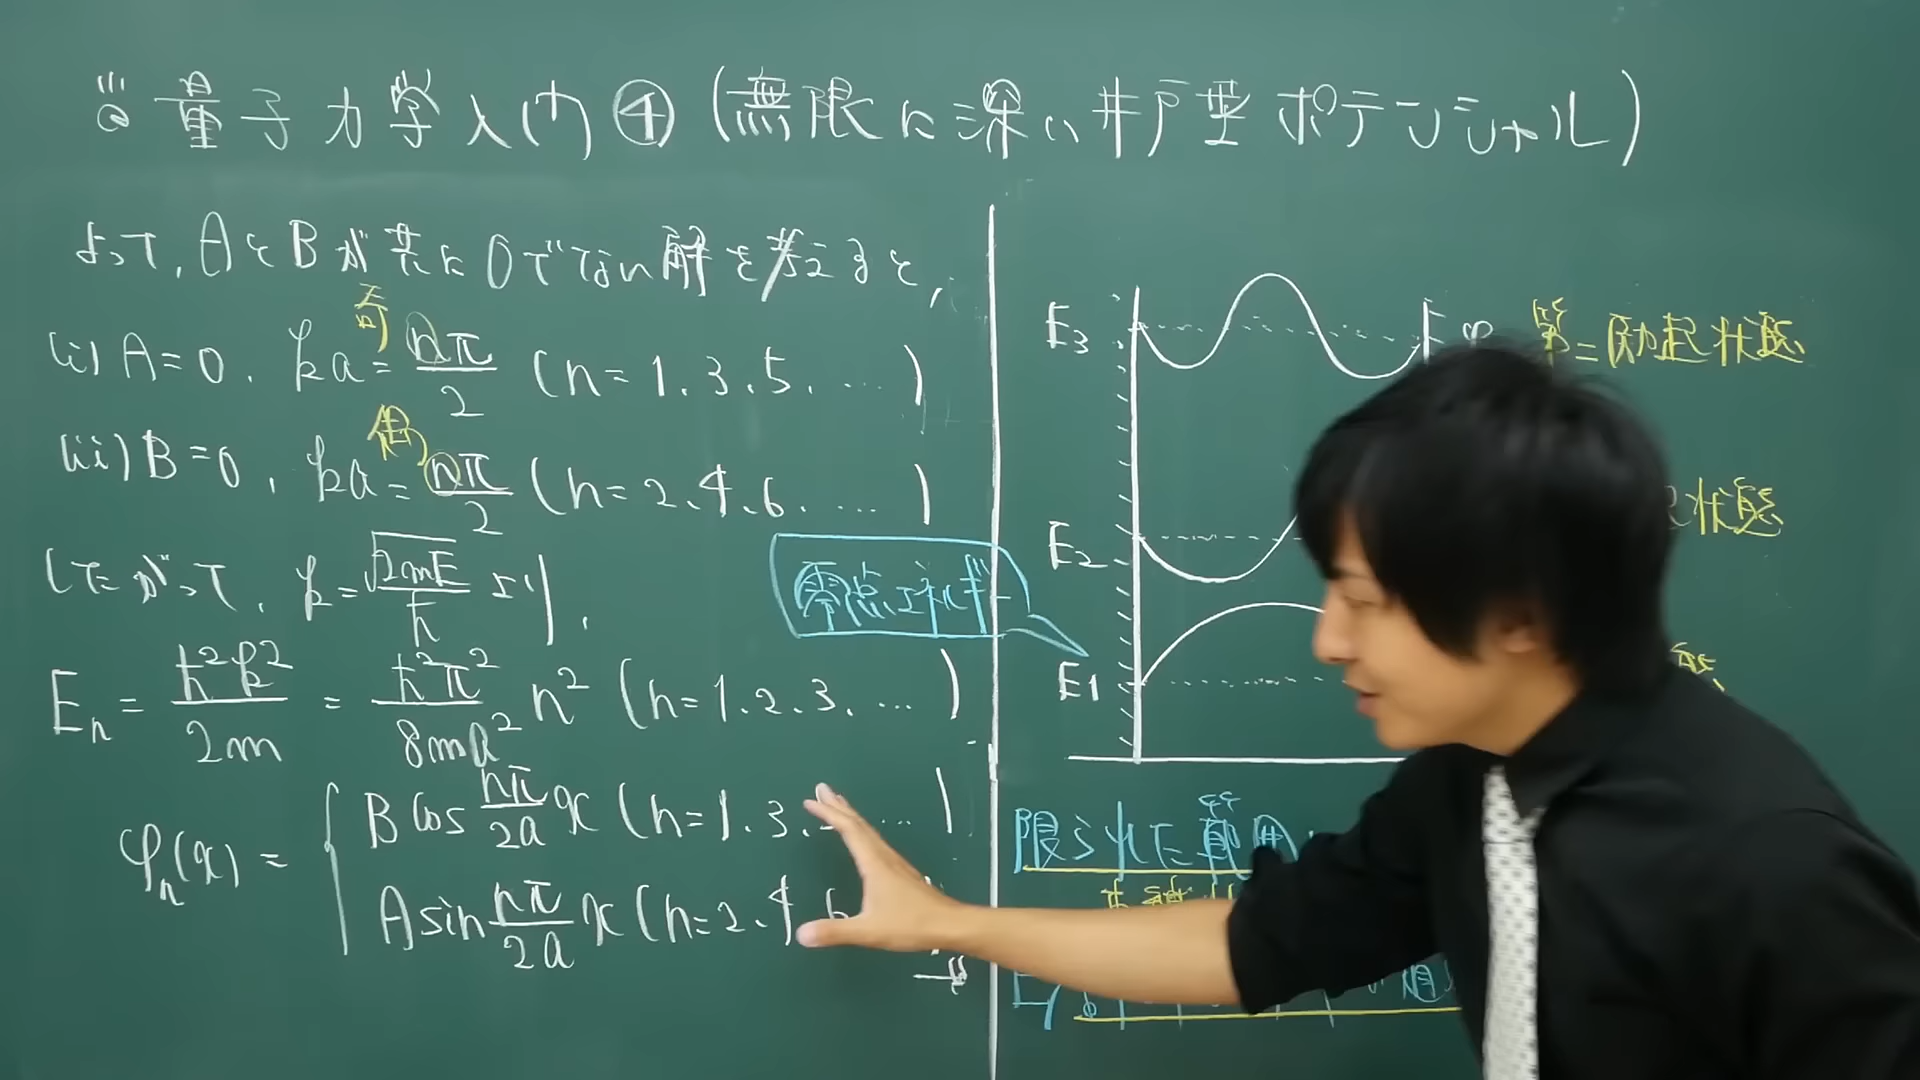 ◎量子力学入門④(無限に深い井戸型ポテンシャル)
よって,AとBが共に0でない解を考えると,
(i) A=0, ka=nπ/2 (n=1.3.5.…)
奇
(ii) B=0, ka=nπ/2 (n=2.4.6.…)
偶
したがって, k=√2mE/ħ より,
En=ħ²k²/2m=ħ²π²/8ma² n² (n=1.2.3.…)
φn(x)={
B cos nπ/2a x (n=1.3. …)
A sin nπ/2a x (n=2.4.6
零点エネルギー
E3
φ
第二励起状態
E2
状態
E1
態
限られた範囲